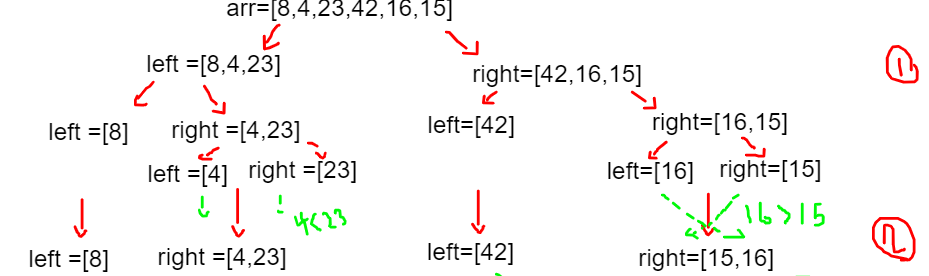 arr=[8,4,23,42,16,15]
left =[8,4,23]
right=[42,16,15]
left =[8]
right =[4,23]
left=[42]
right=[16,15]
left =[4]
right =[23]
left=[16]
right=[15]
4<23
16>15
left =[8]
right =[4,23]
left=[42]
right=[15,16]